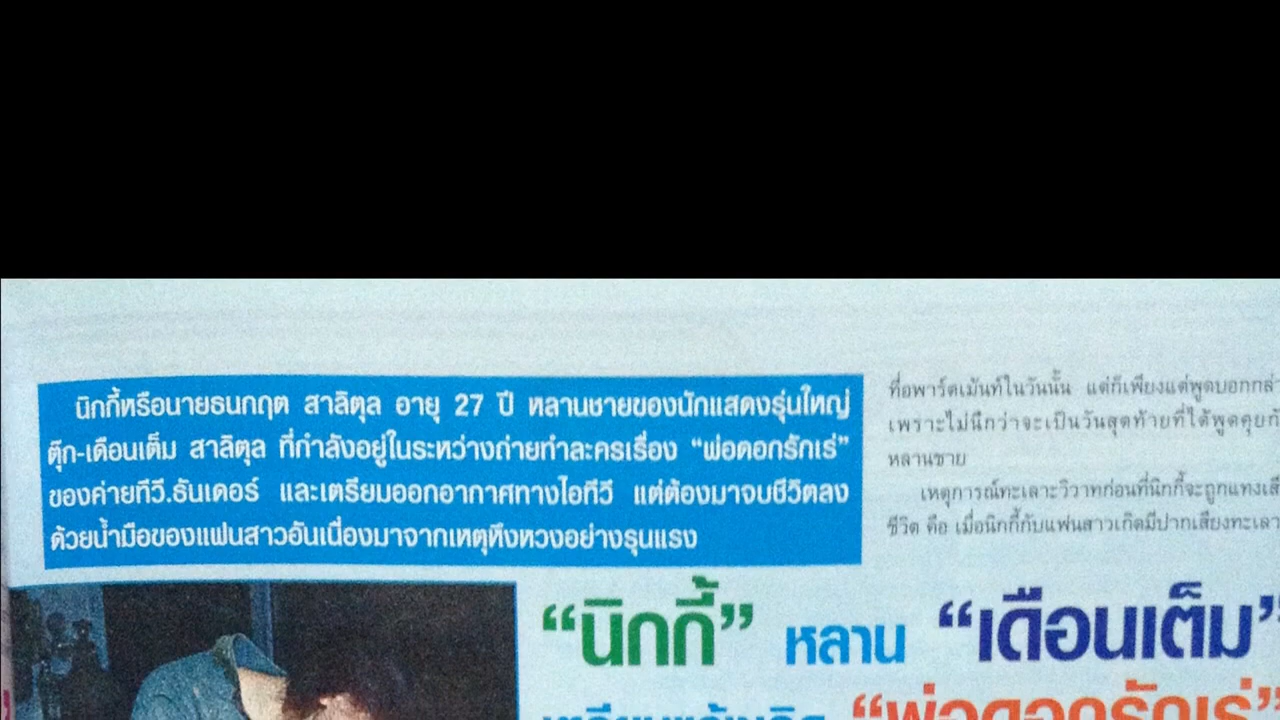 นิกกี้หรือนายธนกฤต สาลิตุล อายุ 27 ปี หลานชายของนักแสดงรุ่นใหญ่
ตุ๊ก-เดือนเต็ม สาลิตุล ที่กำลังอยู่ในระหว่างถ่ายทำละครเรื่อง “พ่อดอกรักเร่”
ของค่ายทีวี.ธันเดอร์ และเตรียมออกอากาศทางไอทีวี แต่ต้องมาจบชีวิตลง
ด้วยน้ำมือของแฟนสาวอันเนื่องมาจากเหตุหึงหวงอย่างรุนแรง
ที่อพาร์ตเม้นท์ในวันนั้น แต่ก็เพียงแต่พูดบอกกล่าว
เพราะไม่นึกว่าจะเป็นวันสุดท้ายที่ได้พูดคุยกั
หลานชาย
เหตุการณ์ทะเลาะวิวาทก่อนที่นิกกี้จะถูกแทงเสี
ชีวิต คือ เมื่อนิกกี้กับแฟนสาวเกิดมีปากเสียงทะเลา
“นิกกี้” หลาน “เดือนเต็ม”
“พ่อดอกรักเร่”